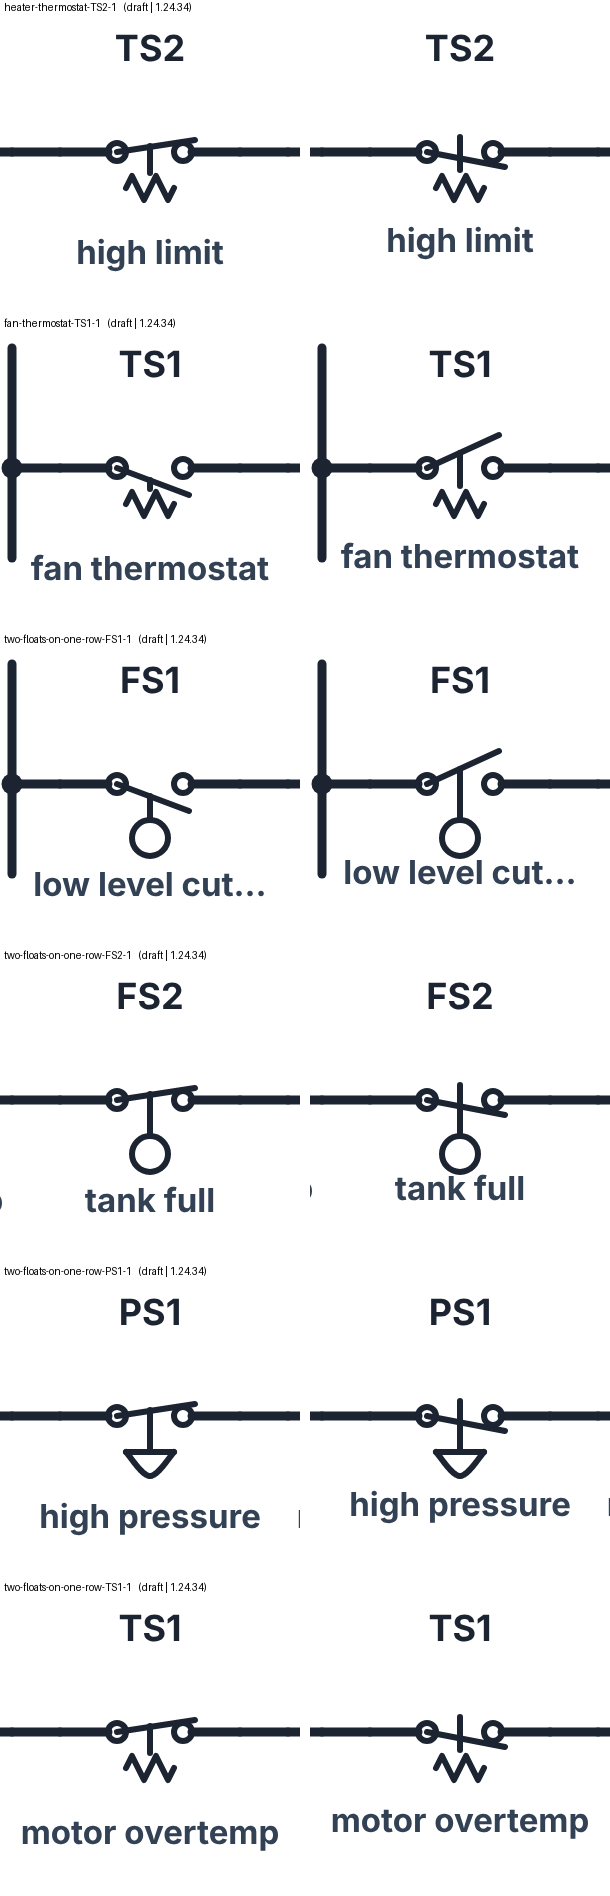 heater-thermostat-TS2-1 (draft | 1.24.34)
TS2 TS2
high limit high limit
fan-thermostat-TS1-1 (draft | 1.24.34)
TS1 TS1
fan thermostat fan thermostat
two-floats-on-one-row-FS1-1 (draft | 1.24.34)
FS1 FS1
low level cut... low level cut...
two-floats-on-one-row-FS2-1 (draft | 1.24.34)
FS2 FS2
tank full tank full
two-floats-on-one-row-PS1-1 (draft | 1.24.34)
PS1 PS1
high pressure high pressure
two-floats-on-one-row-TS1-1 (draft | 1.24.34)
TS1 TS1
motor overtemp motor overtemp